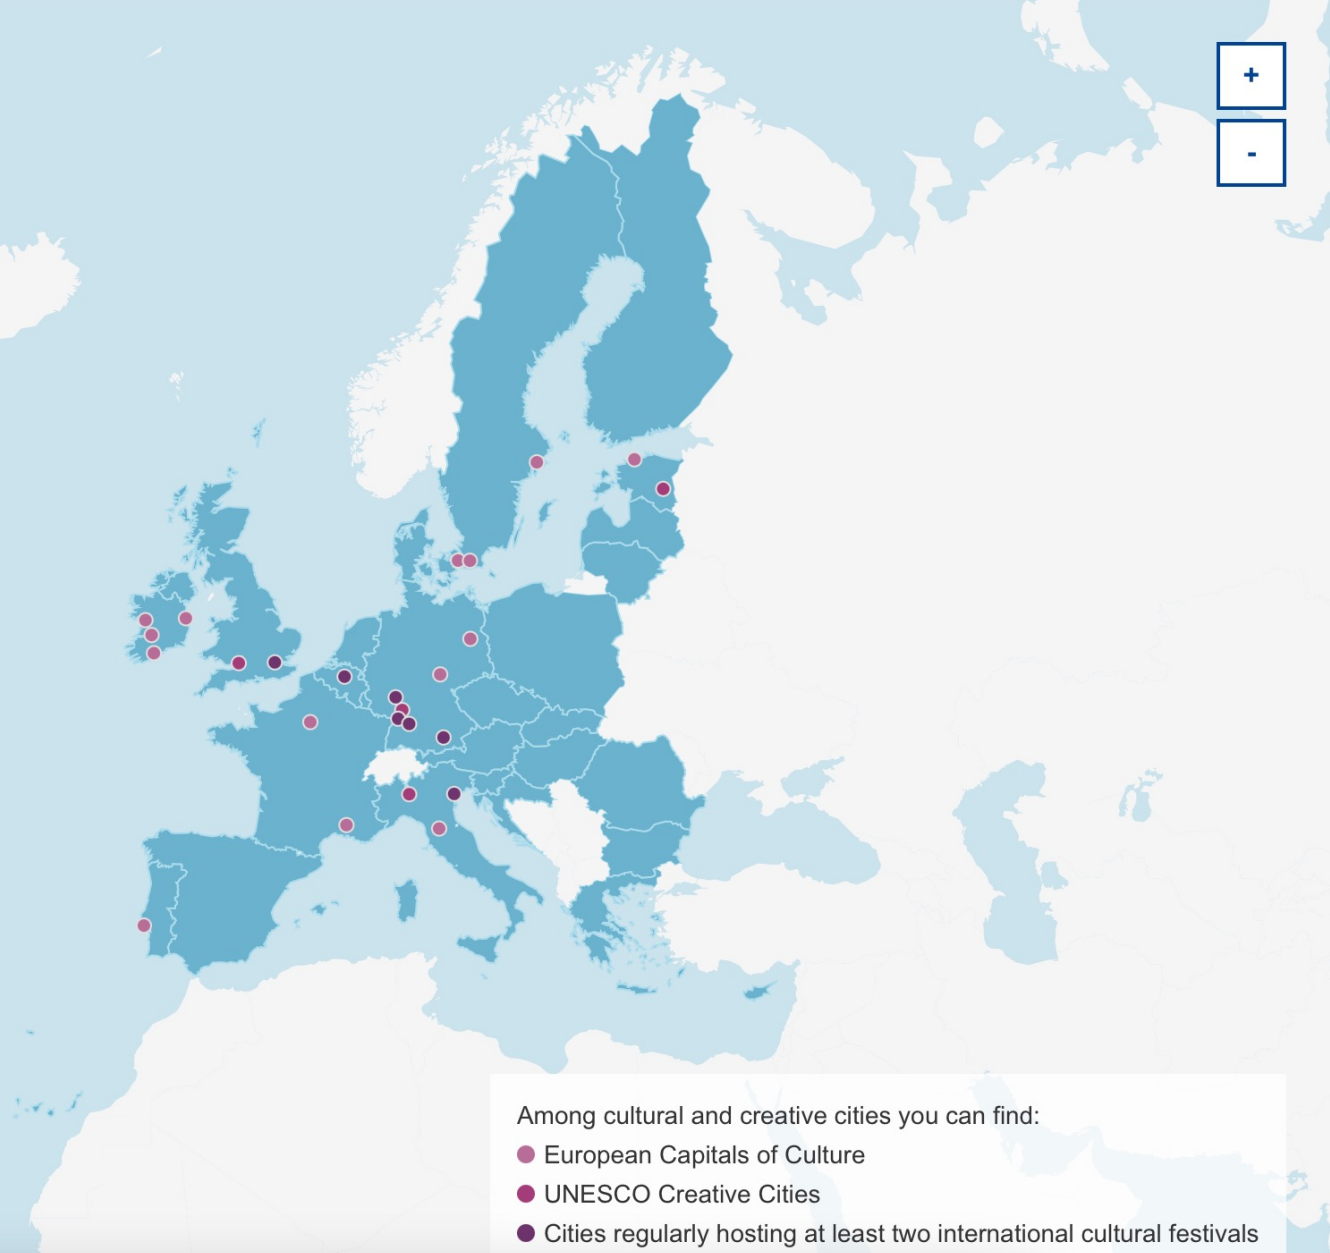 +
-
Among cultural and creative cities you can find:
European Capitals of Culture
UNESCO Creative Cities
Cities regularly hosting at least two international cultural festivals